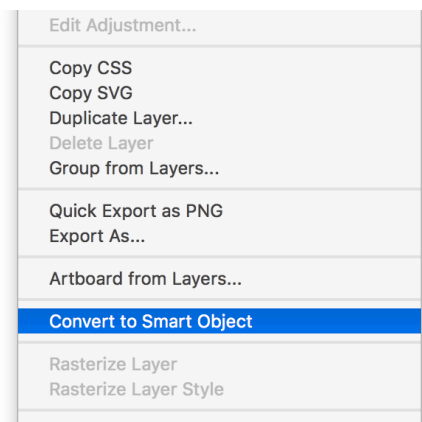 Edit Adjustment...
Copy CSS
Copy SVG
Duplicate Layer...
Delete Layer
Group from Layers...
Quick Export as PNG
Export As...
Artboard from Layers...
Convert to Smart Object
Rasterize Layer
Rasterize Layer Style